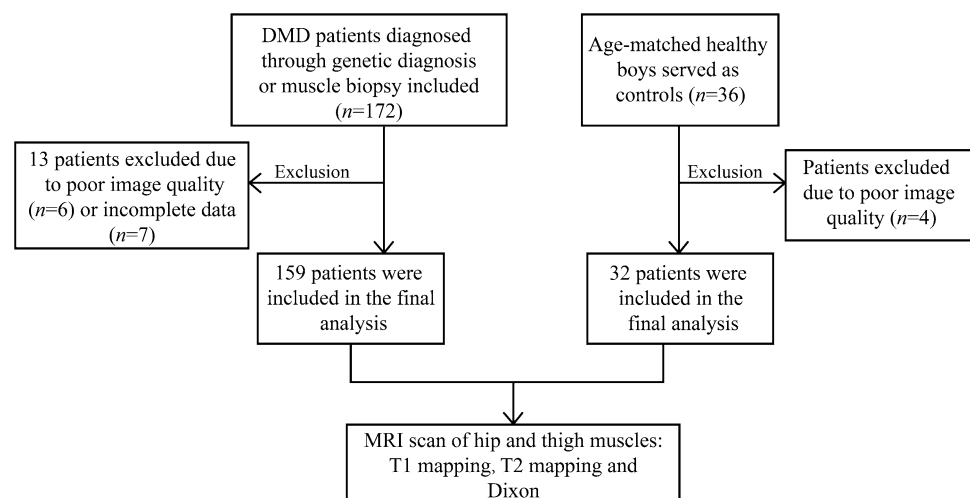 DMD patients diagnosed
through genetic diagnosis
or muscle biopsy included
(n=172)
Age-matched healthy
boys served as
controls (n=36)
13 patients excluded due
to poor image quality
(n=6) or incomplete data
(n=7)
Exclusion
Exclusion
Patients excluded
due to poor image
quality (n=4)
159 patients were
included in the final
analysis
32 patients were
included in the
final analysis
MRI scan of hip and thigh muscles:
T1 mapping, T2 mapping and
Dixon